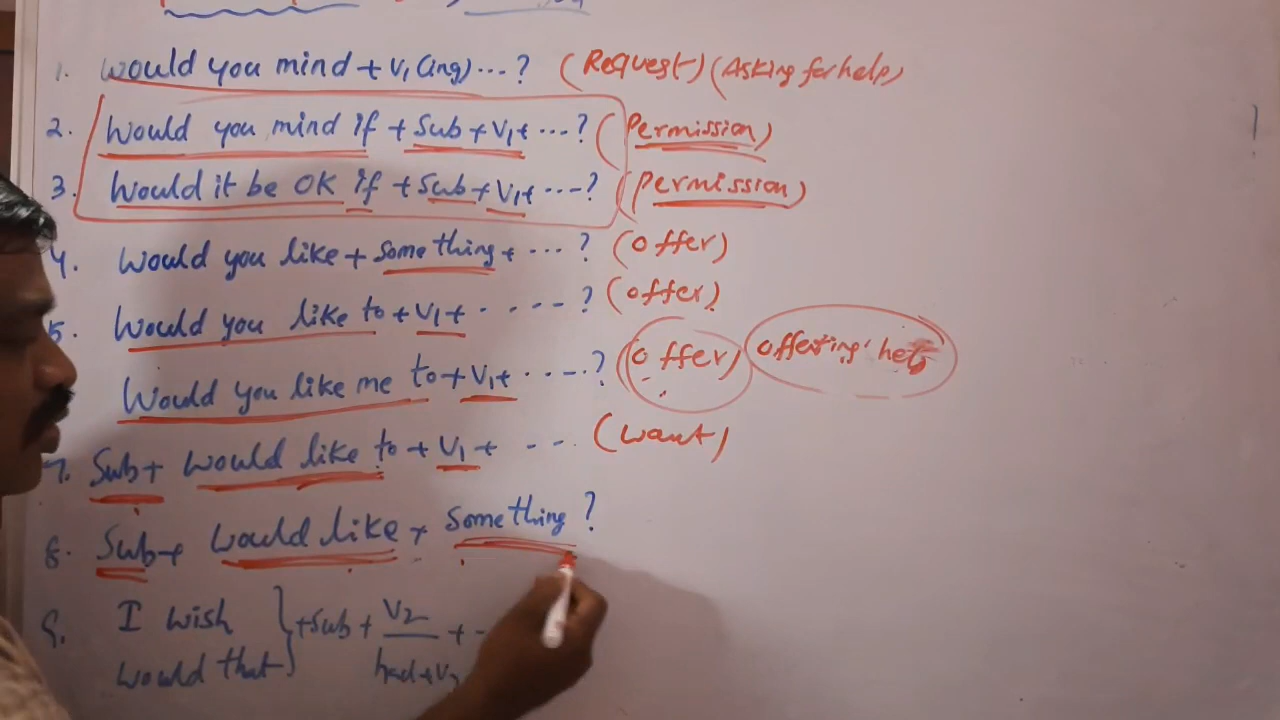 1. Would you mind + V1 (ing) ...? (Request) (Asking for help)
2. Would you mind if + Sub + V1 + ...? (Permission)
3. Would it be OK if + Sub + V1 + ...? (Permission)
4. Would you like + Something + ...? (Offer)
5. Would you like to + V1 + ....? (offer)
Would you like me to + V1 + ....? (offer) offering
7. Sub + would like to + V1 + ... (want)
8. Sub + would like + Something?
9. I wish } + Sub + V2 + -
would that had + V3